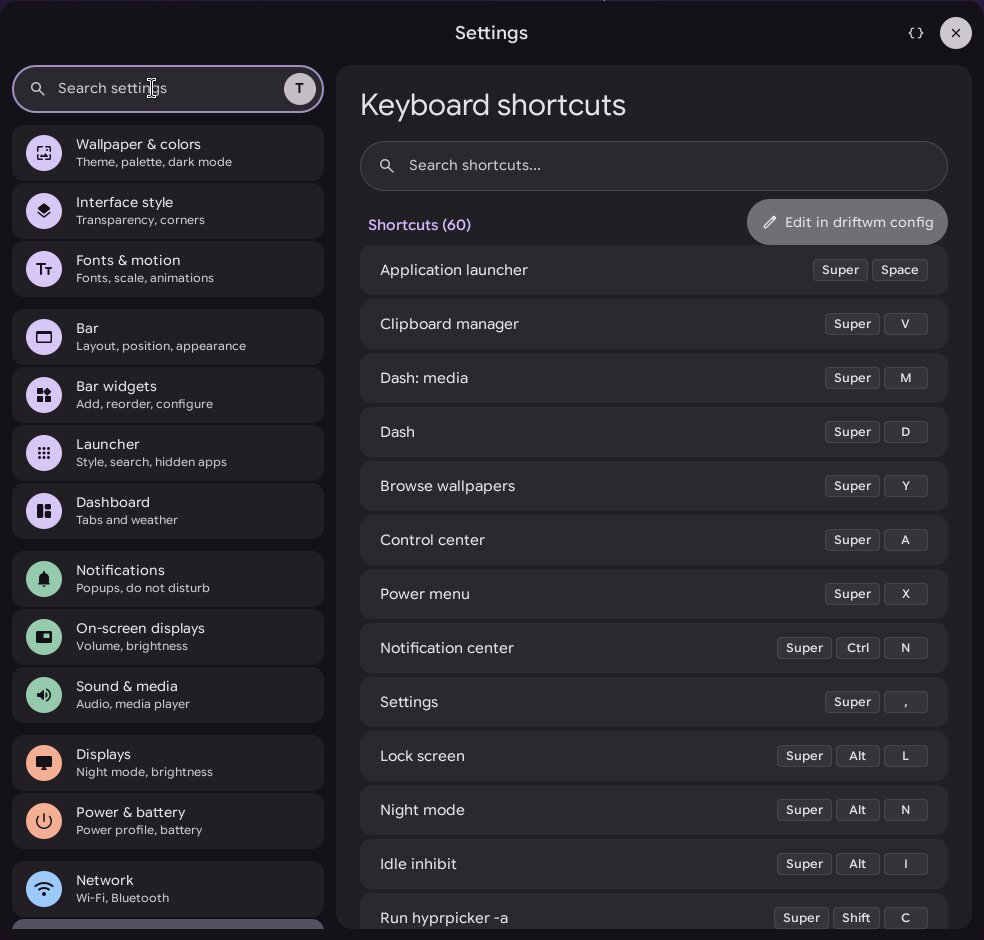 Settings
{ }
Search settings
T
Wallpaper & colors
Theme, palette, dark mode
Interface style
Transparency, corners
Tт
Fonts & motion
Fonts, scale, animations
Bar
Layout, position, appearance
Bar widgets
Add, reorder, configure
Launcher
Style, search, hidden apps
Dashboard
Tabs and weather
Notifications
Popups, do not disturb
On-screen displays
Volume, brightness
Sound & media
Audio, media player
Displays
Night mode, brightness
Power & battery
Power profile, battery
Network
Wi-Fi, Bluetooth
Keyboard shortcuts
Search shortcuts...
Shortcuts (60)
Edit in driftwm config
Application launcher Super Space
Clipboard manager Super V
Dash: media Super M
Dash Super D
Browse wallpapers Super Y
Control center Super A
Power menu Super X
Notification center Super Ctrl N
Settings Super ,
Lock screen Super Alt L
Night mode Super Alt N
Idle inhibit Super Alt I
Run hyprpicker -a Super Shift C